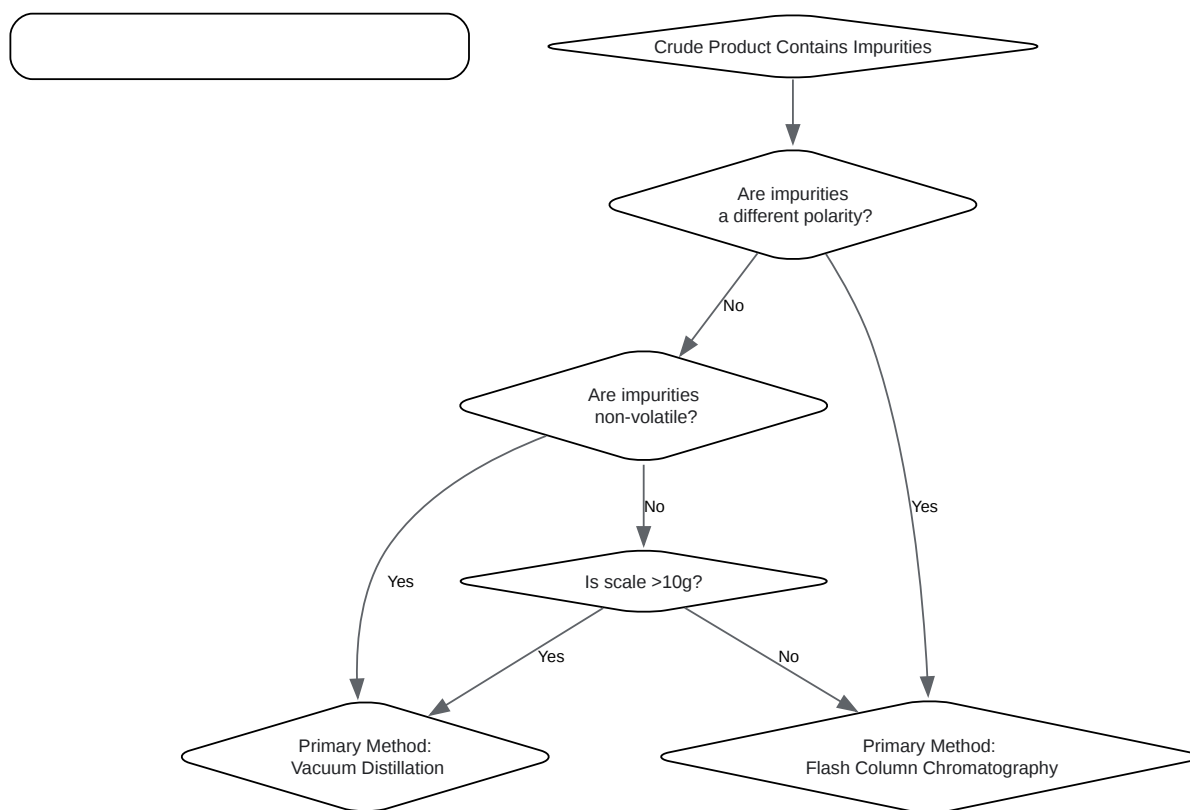 Crude Product Contains Impurities
Are impurities
a different polarity?
No
Are impurities
non-volatile?
No
Yes
Yes
Is scale >10g?
Yes
No
Primary Method:
Vacuum Distillation
Primary Method:
Flash Column Chromatography